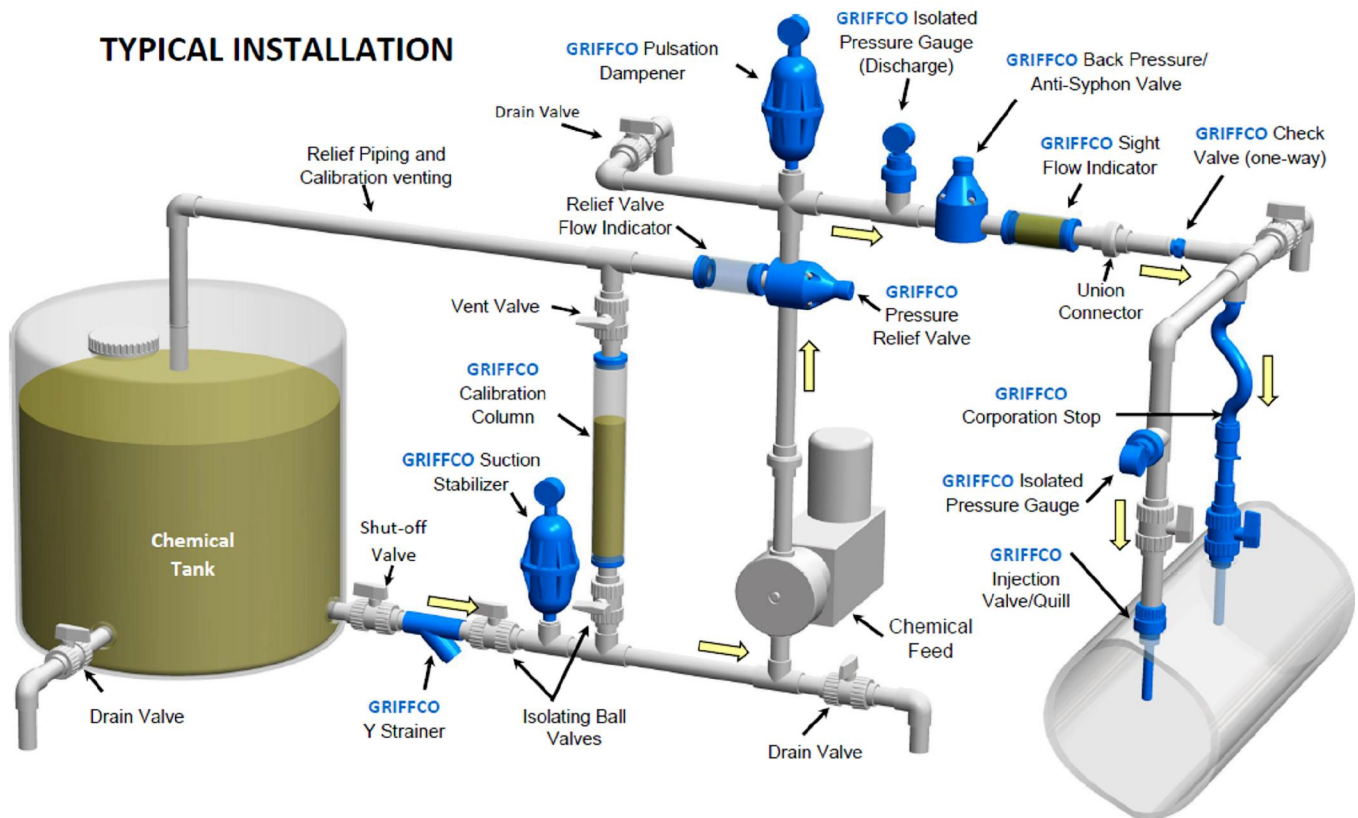 TYPICAL INSTALLATION
GRIFFCO Pulsation
Dampener
GRIFFCO Isolated
Pressure Gauge
(Discharge)
GRIFFCO Back Pressure/
Anti-Syphon Valve
Drain Valve
GRIFFCO Sight
Flow Indicator
GRIFFCO Check
Valve (one-way)
Relief Piping and
Calibration venting
Relief Valve
Flow Indicator
Vent Valve
GRIFFCO
Pressure
Relief Valve
Union
Connector
GRIFFCO
Calibration
Column
GRIFFCO
Corporation Stop
GRIFFCO Suction
Stabilizer
GRIFFCO Isolated
Pressure Gauge
Shut-off
Valve
Chemical
Tank
GRIFFCO
Injection
Valve/Quill
Chemical
Feed
Drain Valve
GRIFFCO
Y Strainer
Isolating Ball
Valves
Drain Valve